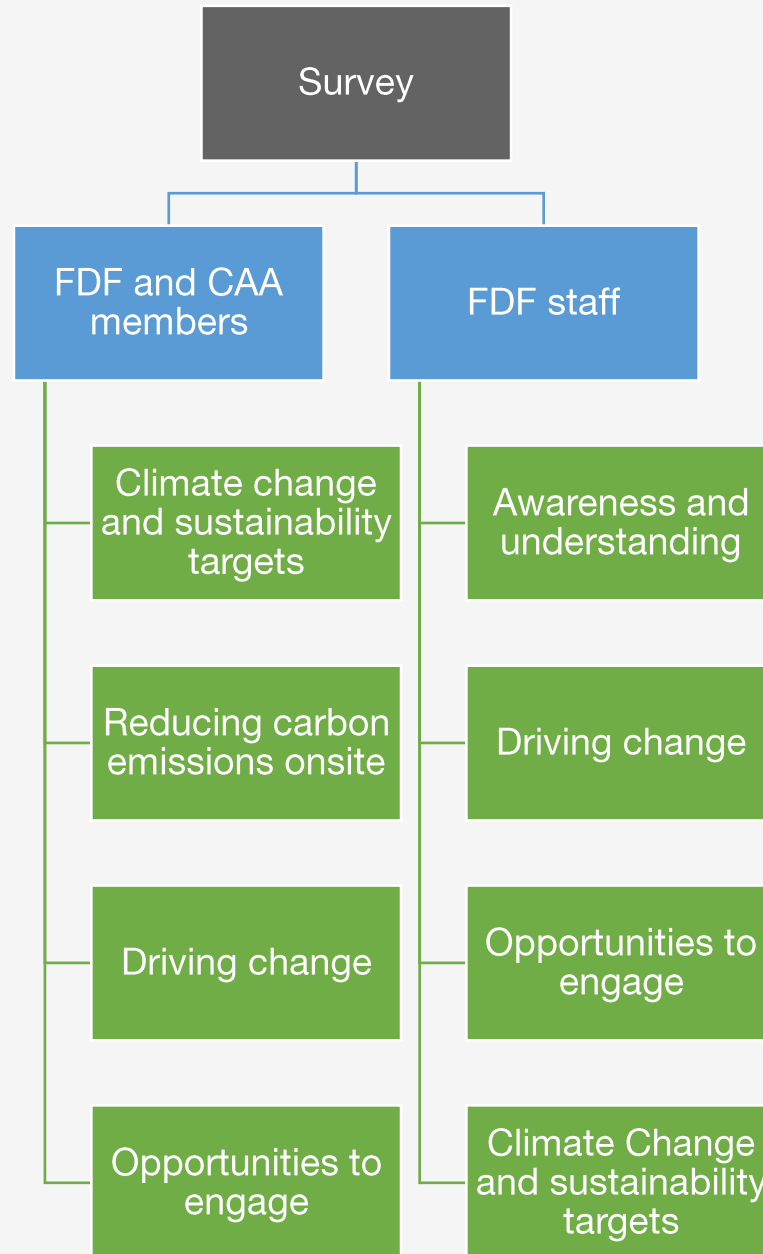 Survey
FDF and CAA
members
FDF staff
Climate change
and sustainability
targets
Awareness and
understanding
Reducing carbon
emissions onsite
Driving change
Driving change
Opportunities to
engage
Opportunities to
engage
Climate Change
and sustainability
targets